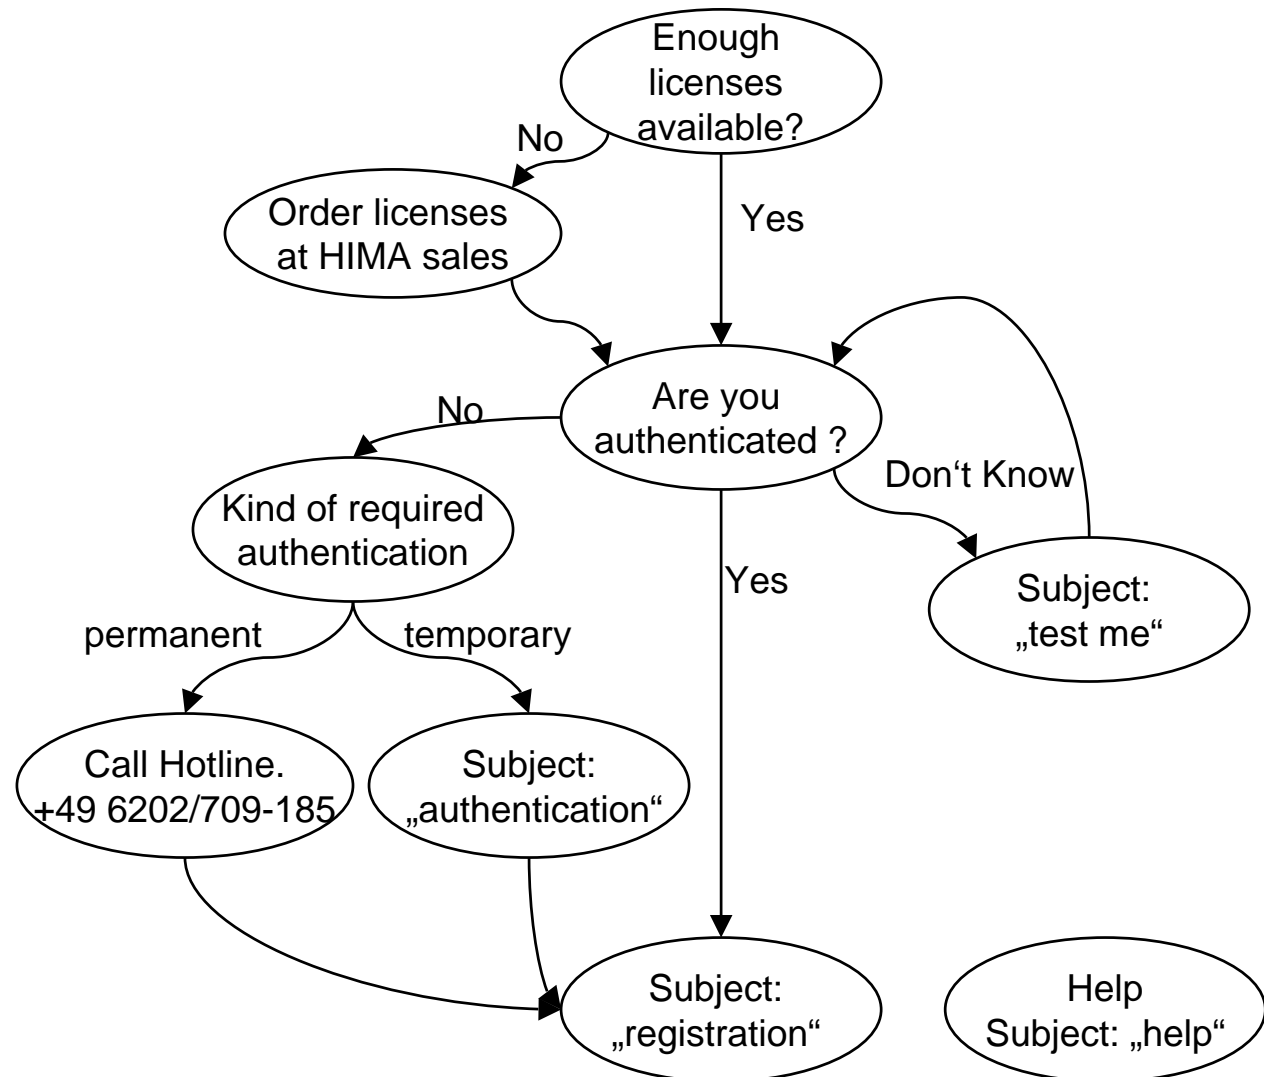 Enough
licenses
available?
No
Yes
Order licenses
at HIMA sales
Are you
authenticated ?
No
Don‘t Know
Kind of required
authentication
Yes
Subject:
„test me“
permanent
temporary
Call Hotline.
+49 6202/709-185
Subject:
„authentication“
Subject:
„registration“
Help
Subject: „help“